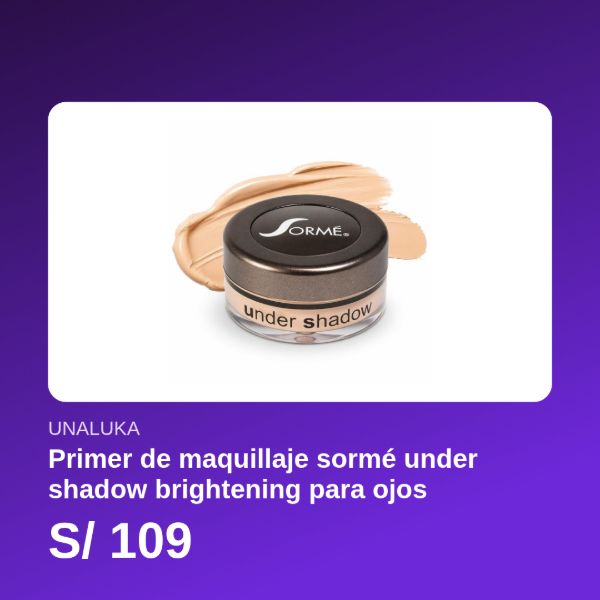 SORMÉ®
under shadow
UNALUKA
Primer de maquillaje sormé under
shadow brightening para ojos
S/ 109